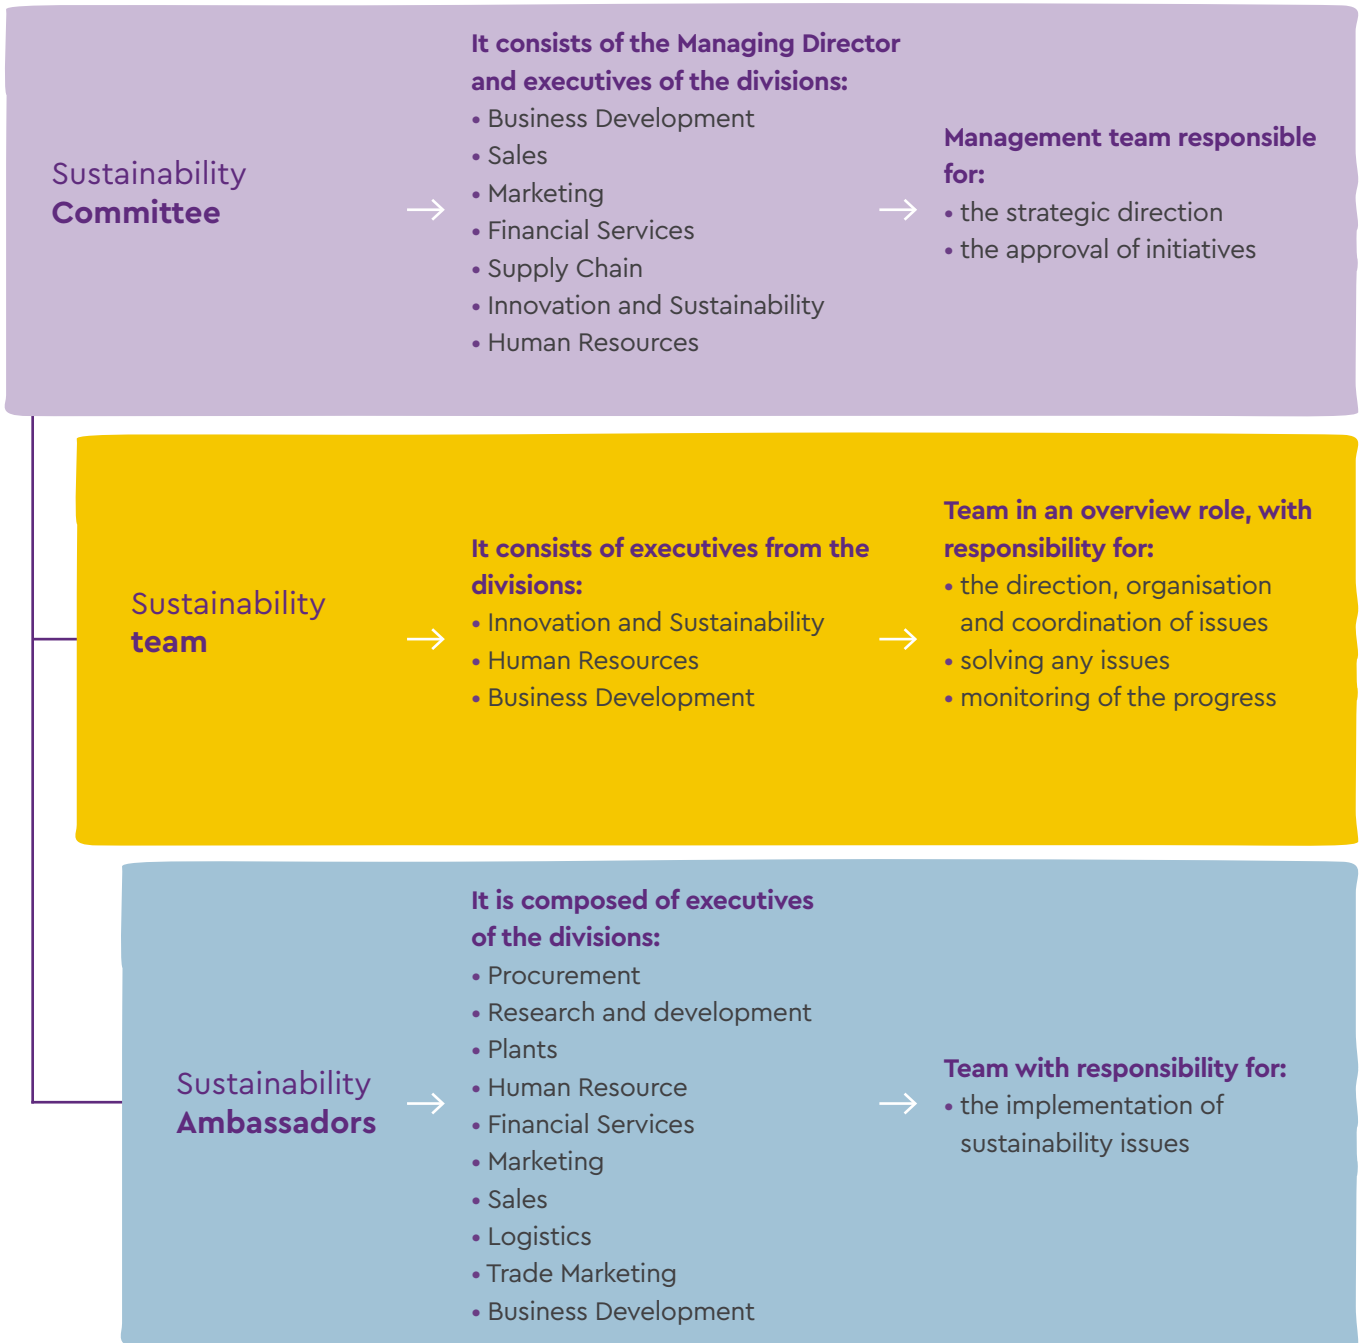 Sustainability
Committee
It consists of the Managing Director
and executives of the divisions:
• Business Development
• Sales
• Marketing
• Financial Services
• Supply Chain
• Innovation and Sustainability
• Human Resources
Management team responsible
for:
• the strategic direction
• the approval of initiatives
Sustainability
team
It consists of executives from the
divisions:
• Innovation and Sustainability
• Human Resources
• Business Development
Team in an overview role, with
responsibility for:
• the direction, organisation
and coordination of issues
• solving any issues
• monitoring of the progress
Sustainability
Ambassadors
It is composed of executives
of the divisions:
• Procurement
• Research and development
• Plants
• Human Resource
• Financial Services
• Marketing
• Sales
• Logistics
• Trade Marketing
• Business Development
Team with responsibility for:
• the implementation of
sustainability issues